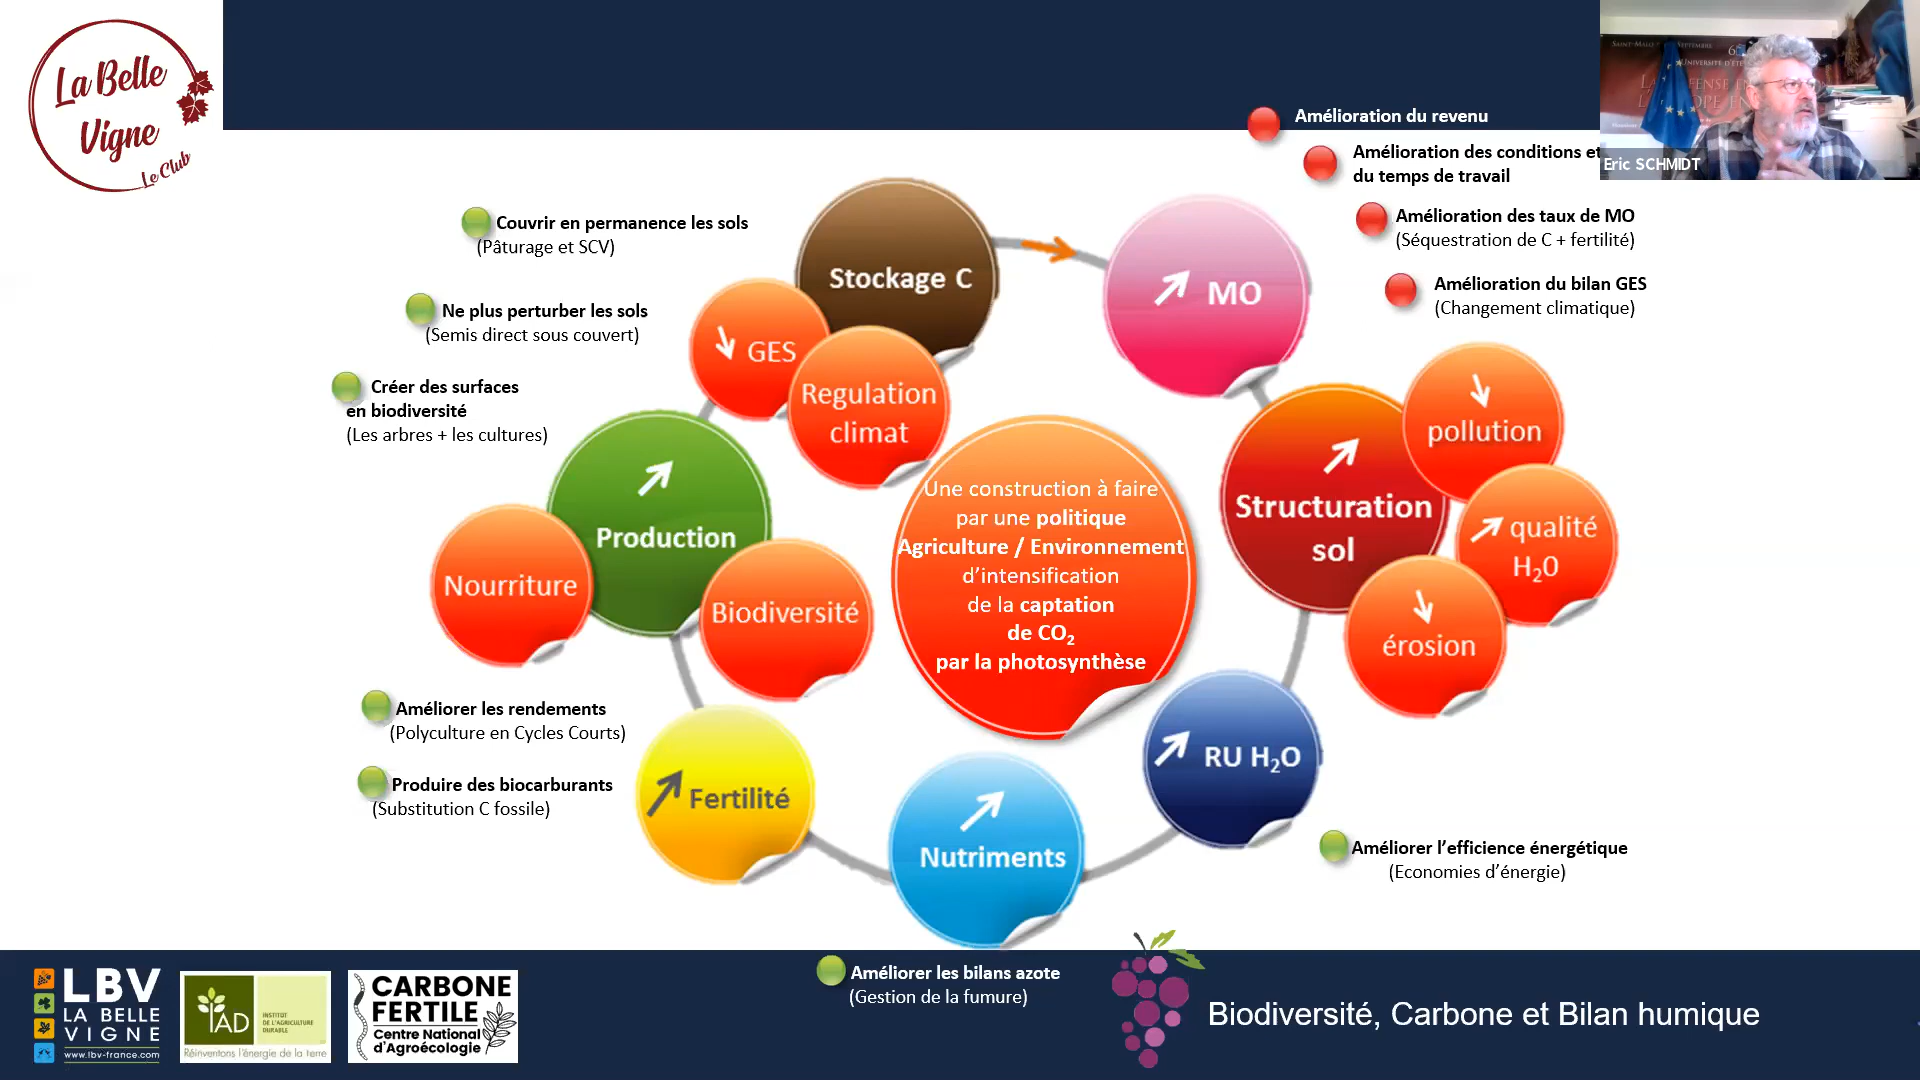 La Belle
Vigne
Le Club
Amélioration du revenu
Amélioration des conditions et
du temps de travail
Amélioration des taux de MO
(Séquestration de C + fertilité)
Amélioration du bilan GES
(Changement climatique)
Eric SCHMIDT
Couvrir en permanence les sols
(Pâturage et SCV)
Ne plus perturber les sols
(Semis direct sous couvert)
Créer des surfaces
en biodiversité
(Les arbres + les cultures)
Stockage C
MO
GES
Regulation
climat
pollution
Structuration
sol
qualité
H₂O
érosion
Production
Nourriture
Biodiversité
Une construction à faire
par une politique
Agriculture / Environnement
d'intensification
de la captation
de CO₂
par la photosynthèse
Améliorer les rendements
(Polyculture en Cycles Courts)
Produire des biocarburants
(Substitution C fossile)
Fertilité
Nutriments
RU H₂O
Améliorer l'efficience énergétique
(Economies d'énergie)
Améliorer les bilans azote
(Gestion de la fumure)
LBV
LA BELLE
VIGNE
www.lbv-france.com
IAD
INSTITUT
DE L'AGRICULTURE
DURABLE
Réinventons l'énergie de la terre
CARBONE
FERTILE
Centre National
d'Agroécologie
Biodiversité, Carbone et Bilan humique